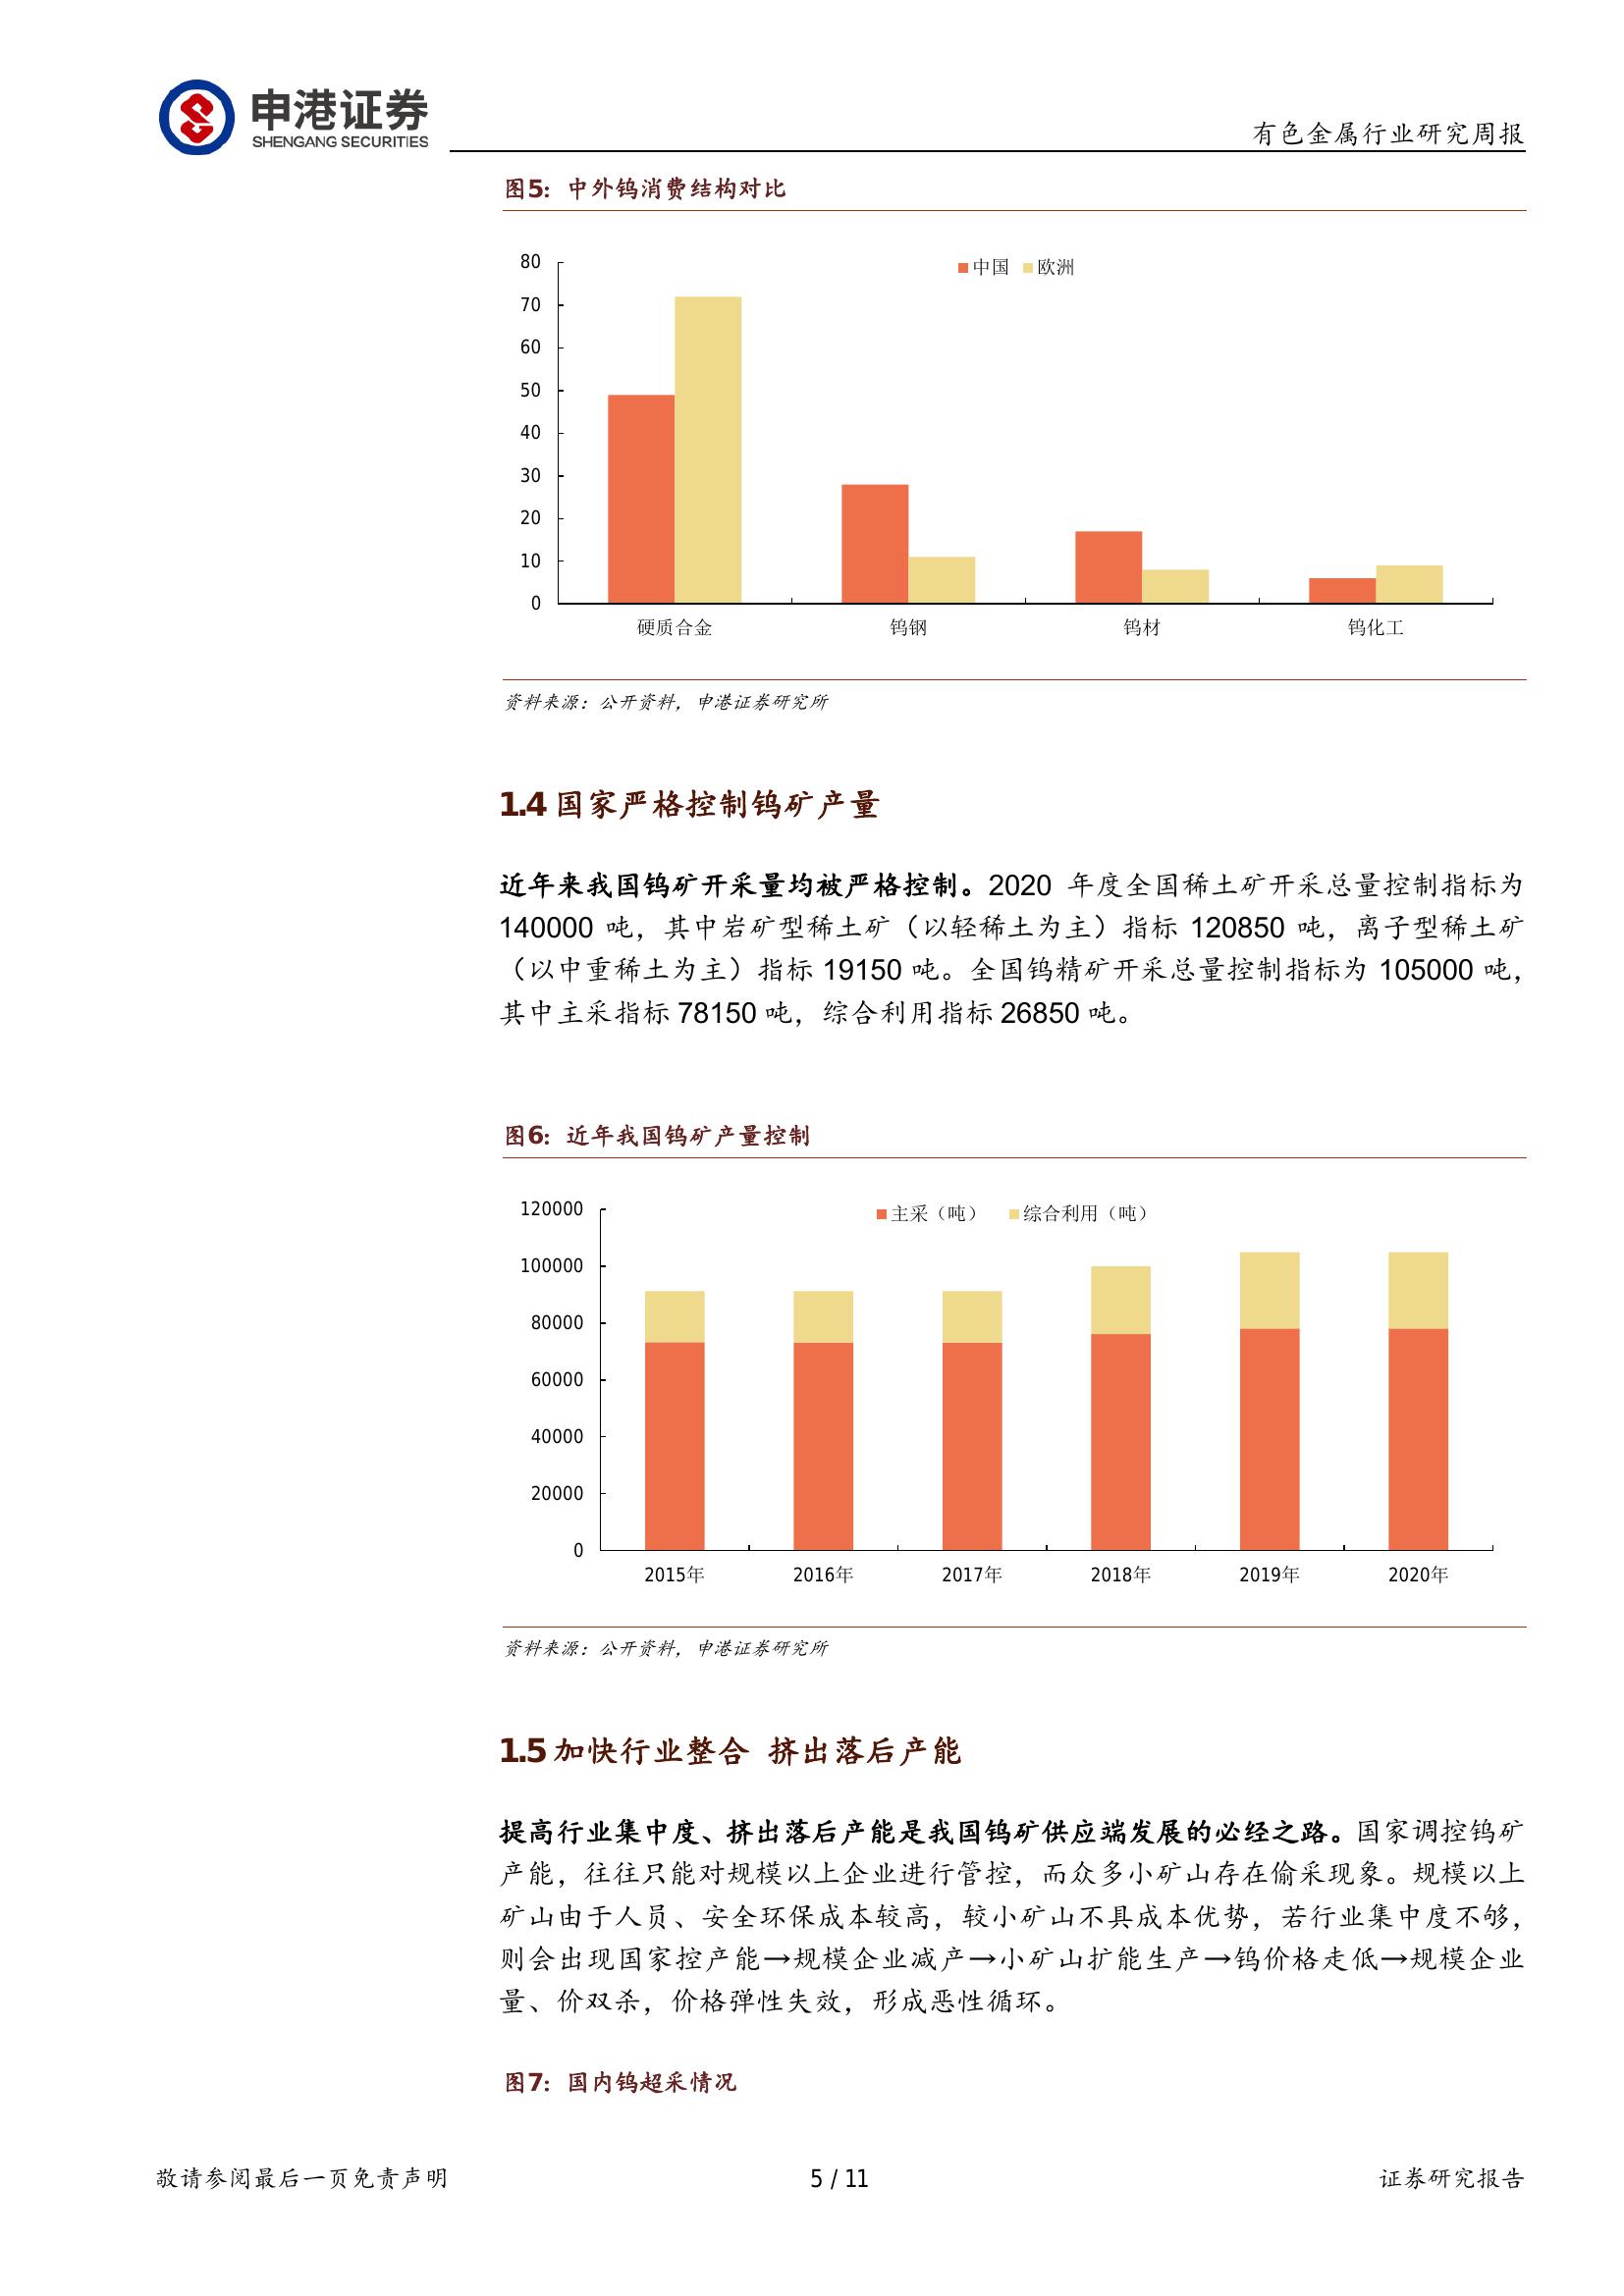 申港证券
SHENGANG SECURITIES
有色金属行业研究周报
图5：中外钨消费结构对比
中国 欧洲
80
70
60
50
40
30
20
10
0
硬质合金 钨钢 钨材 钨化工
资料来源：公开资料，申港证券研究所
1.4 国家严格控制钨矿产量
近年来我国钨矿开采量均被严格控制。2020 年度全国稀土矿开采总量控制指标为
140000 吨，其中岩矿型稀土矿（以轻稀土为主）指标 120850 吨，离子型稀土矿
（以中重稀土为主）指标 19150 吨。全国钨精矿开采总量控制指标为 105000 吨，
其中主采指标 78150 吨，综合利用指标 26850 吨。
图6：近年我国钨矿产量控制
主采（吨） 综合利用（吨）
120000
100000
80000
60000
40000
20000
0
2015年 2016年 2017年 2018年 2019年 2020年
资料来源：公开资料，申港证券研究所
1.5 加快行业整合 挤出落后产能
提高行业集中度、挤出落后产能是我国钨矿供应端发展的必经之路。国家调控钨矿
产能，往往只能对规模以上企业进行管控，而众多小矿山存在偷采现象。规模以上
矿山由于人员、安全环保成本较高，较小矿山不具成本优势，若行业集中度不够，
则会出现国家控产能→规模企业减产→小矿山扩能生产→钨价格走低→规模企业
量、价双杀，价格弹性失效，形成恶性循环。
图7：国内钨超采情况
敬请参阅最后一页免责声明 5 / 11 证券研究报告